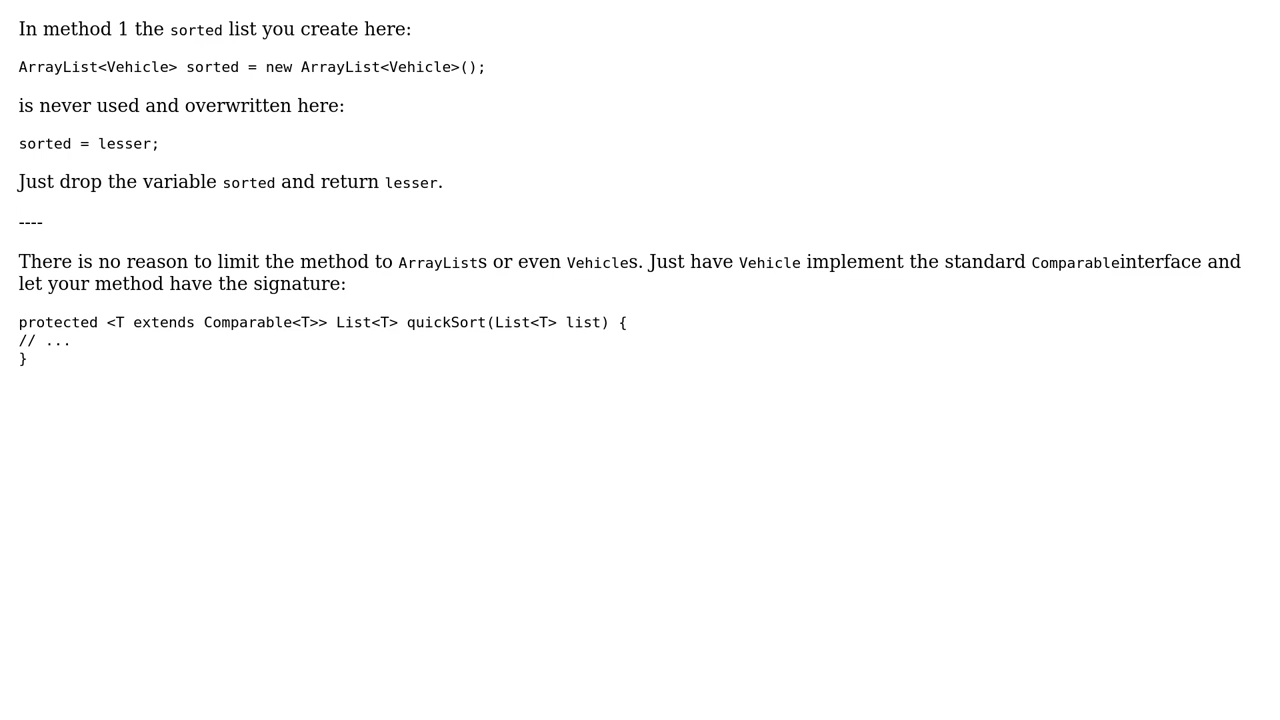 In method 1 the sorted list you create here:
ArrayList<Vehicle> sorted = new ArrayList<Vehicle>();
is never used and overwritten here:
sorted = lesser;
Just drop the variable sorted and return lesser.
----
There is no reason to limit the method to ArrayLists or even Vehicles. Just have Vehicle implement the standard Comparableinterface and
let your method have the signature:
protected <T extends Comparable<T>> List<T> quickSort(List<T> list) {
// ...
}